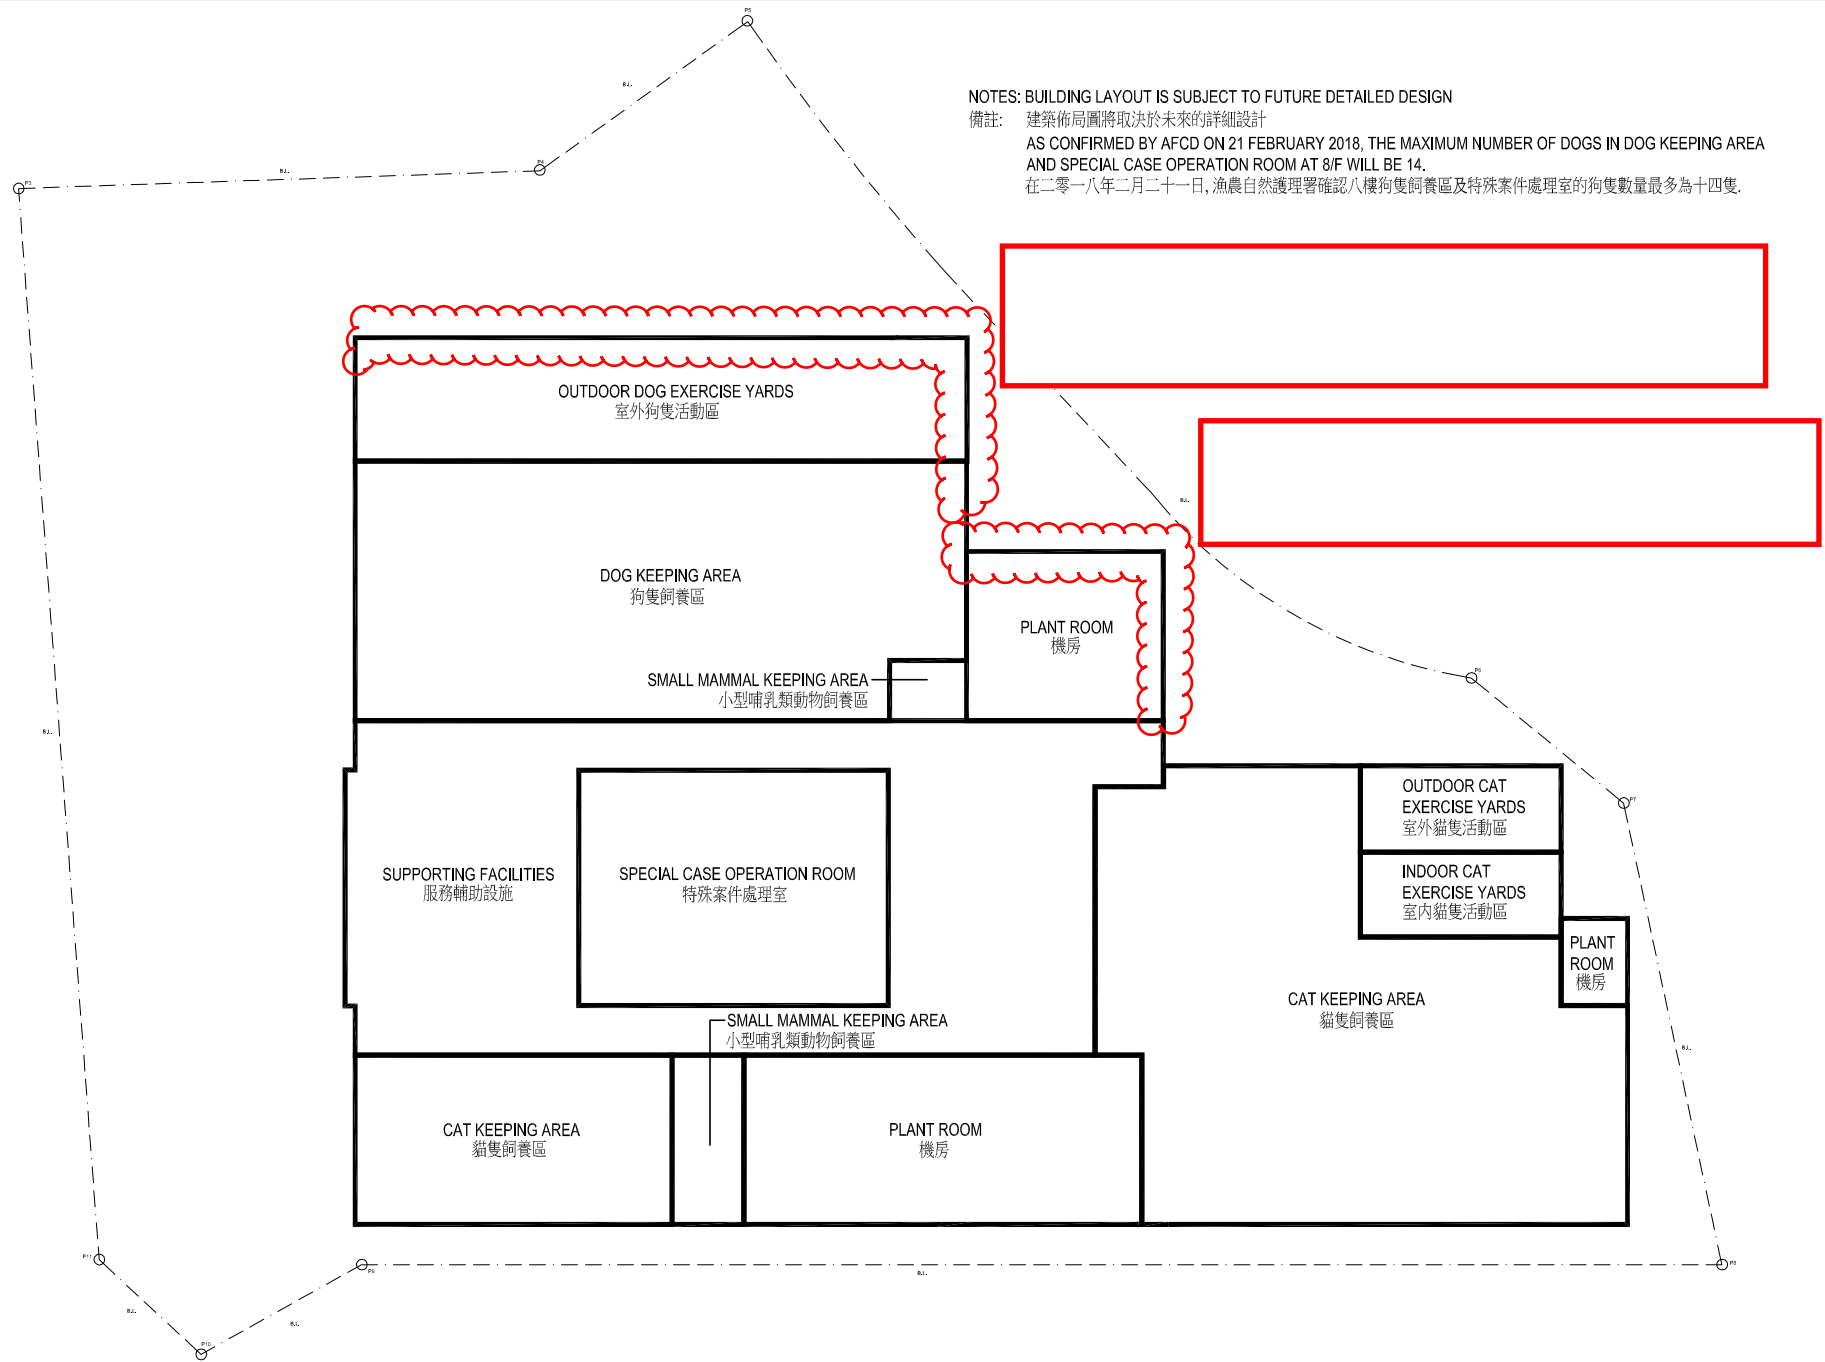 P5
B.L.
NOTES: BUILDING LAYOUT IS SUBJECT TO FUTURE DETAILED DESIGN
備註: 建築佈局圖將取決於未來的詳細設計
AS CONFIRMED BY AFCD ON 21 FEBRUARY 2018, THE MAXIMUM NUMBER OF DOGS IN DOG KEEPING AREA
AND SPECIAL CASE OPERATION ROOM AT 8/F WILL BE 14.
在二零一八年二月二十一日, 漁農自然護理署確認八樓狗隻飼養區及特殊案件處理室的狗隻數量最多為十四隻.
P4
B.L.
P3
OUTDOOR DOG EXERCISE YARDS
室外狗隻活動區
B.L.
DOG KEEPING AREA
狗隻飼養區
PLANT ROOM
機房
SMALL MAMMAL KEEPING AREA
小型哺乳類動物飼養區
P6
B.L.
P7
OUTDOOR CAT
EXERCISE YARDS
室外貓隻活動區
INDOOR CAT
EXERCISE YARDS
室內貓隻活動區
SUPPORTING FACILITIES
服務輔助設施
SPECIAL CASE OPERATION ROOM
特殊案件處理室
PLANT
ROOM
機房
CAT KEEPING AREA
貓隻飼養區
SMALL MAMMAL KEEPING AREA
小型哺乳類動物飼養區
B.L.
CAT KEEPING AREA
貓隻飼養區
PLANT ROOM
機房
P11
P9
B.L.
P8
B.L.
B.L.
P10